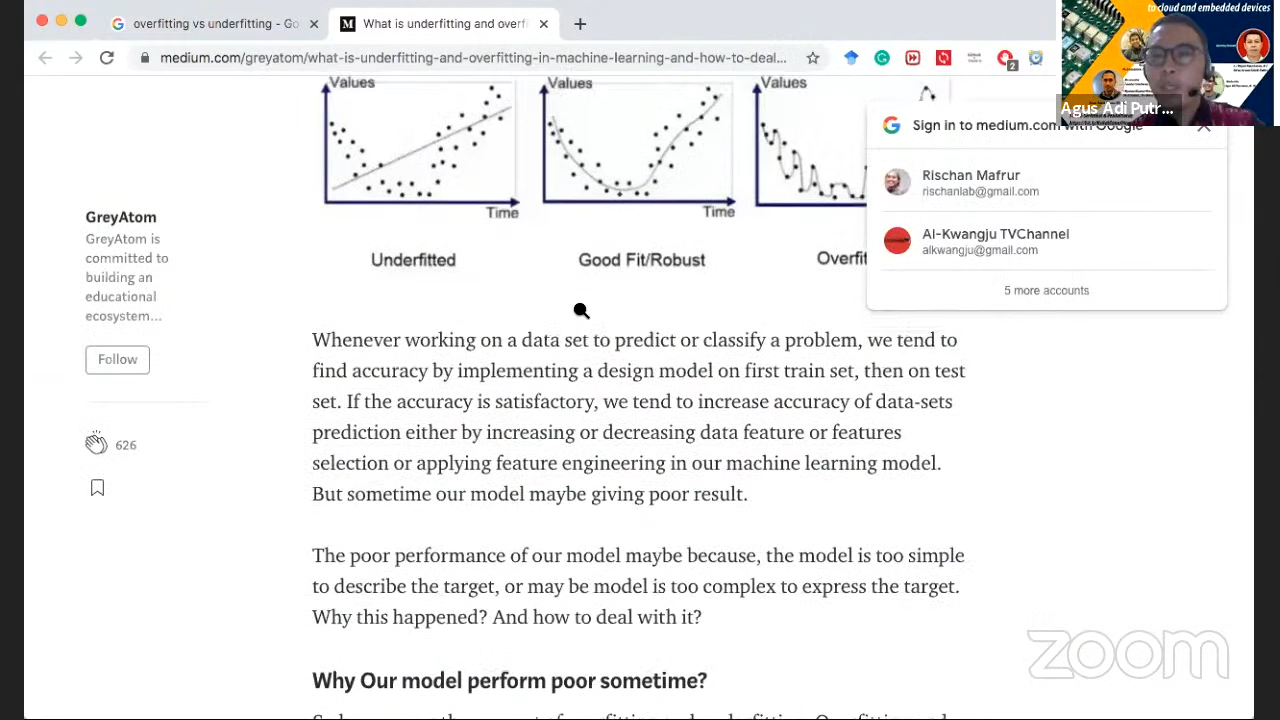 overfitting vs underfitting - Go
What is underfitting and overfi
medium.com/greyatom/what-is-underfitting-and-overfitting-in-machine-learning-and-how-to-deal...
2
to cloud and embedded devices
Agus Adi Putr...
Sign in to medium.com with Google
Rischan Mafrur
rischanlab@gmail.com
Al-Kwangju TVChannel
alkwangju@gmail.com
5 more accounts
Values
Values
Values
Time
Time
Underfitted
Good Fit/Robust
Overfit
GreyAtom
GreyAtom is
committed to
building an
educational
ecosystem...
Follow
626
Whenever working on a data set to predict or classify a problem, we tend to
find accuracy by implementing a design model on first train set, then on test
set. If the accuracy is satisfactory, we tend to increase accuracy of data-sets
prediction either by increasing or decreasing data feature or features
selection or applying feature engineering in our machine learning model.
But sometime our model maybe giving poor result.
The poor performance of our model maybe because, the model is too simple
to describe the target, or may be model is too complex to express the target.
Why this happened? And how to deal with it?
Why Our model perform poor sometime?
zoom